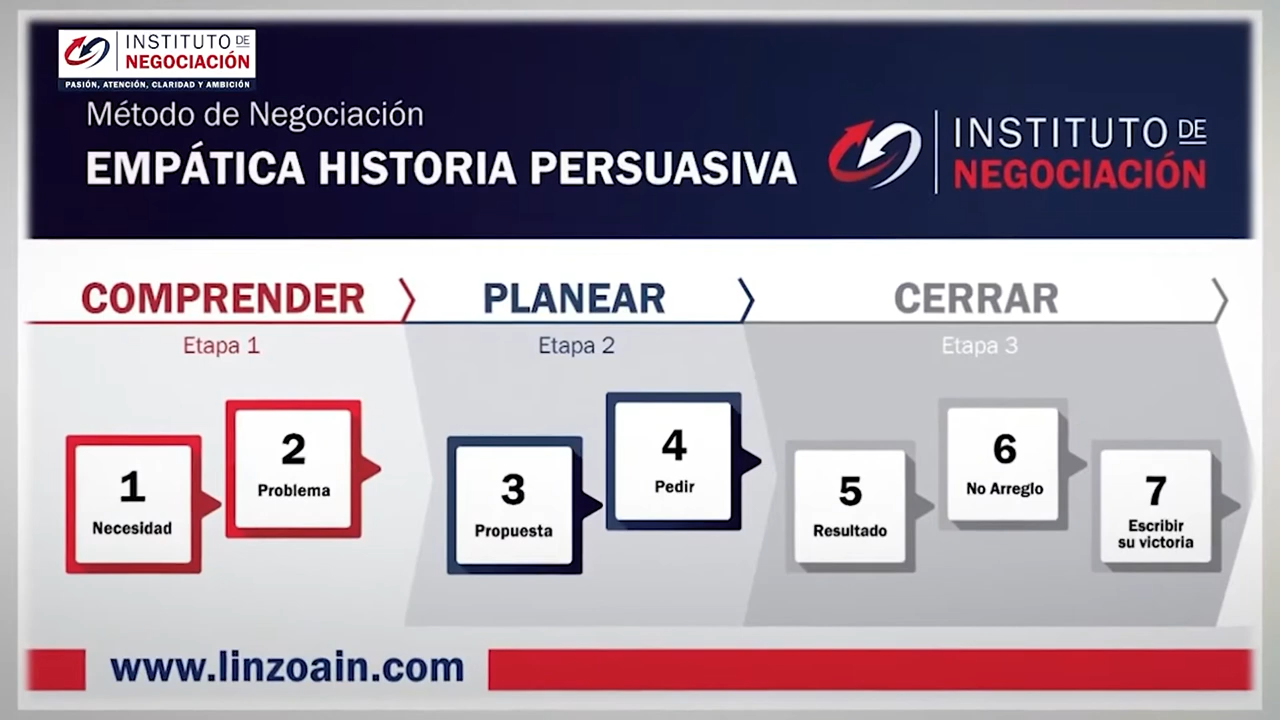 INSTITUTO DE
NEGOCIACIÓN
PASIÓN, ATENCIÓN, CLARIDAD Y AMBICIÓN
Método de Negociación
EMPÁTICA HISTORIA PERSUASIVA
INSTITUTO DE
NEGOCIACIÓN
COMPRENDER
Etapa 1
1
Necesidad
2
Problema
PLANEAR
Etapa 2
3
Propuesta
4
Pedir
CERRAR
Etapa 3
5
Resultado
6
No Arreglo
7
Escribir
su victoria
www.linzoain.com